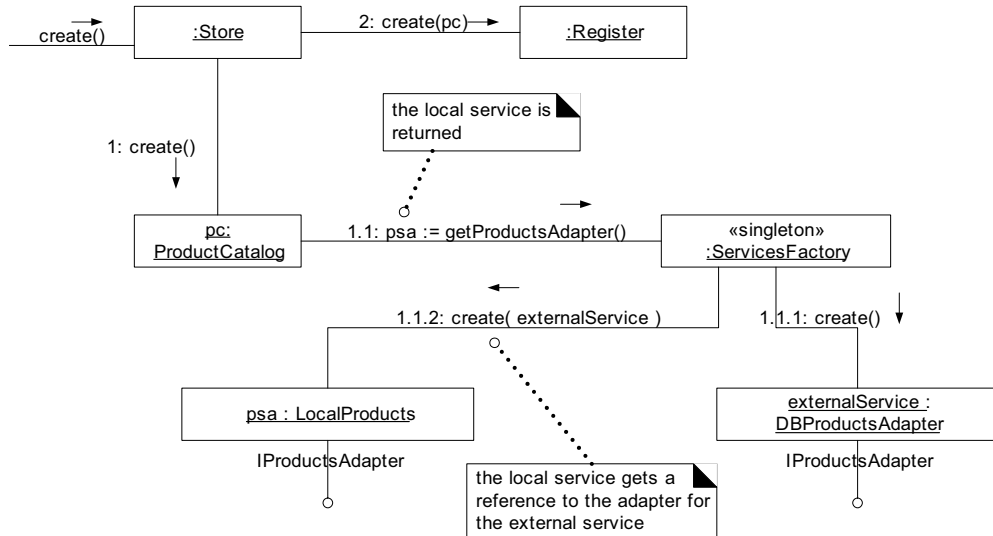 create()
:Store
2: create(pc)
:Register
the local service is
returned
1: create()
pc:
ProductCatalog
1.1: psa := getProductsAdapter()
«singleton»
:ServicesFactory
1.1.2: create( externalService )
1.1.1: create()
psa : LocalProducts
externalService :
DBProductsAdapter
IProductsAdapter
IProductsAdapter
the local service gets a
reference to the adapter for
the external service